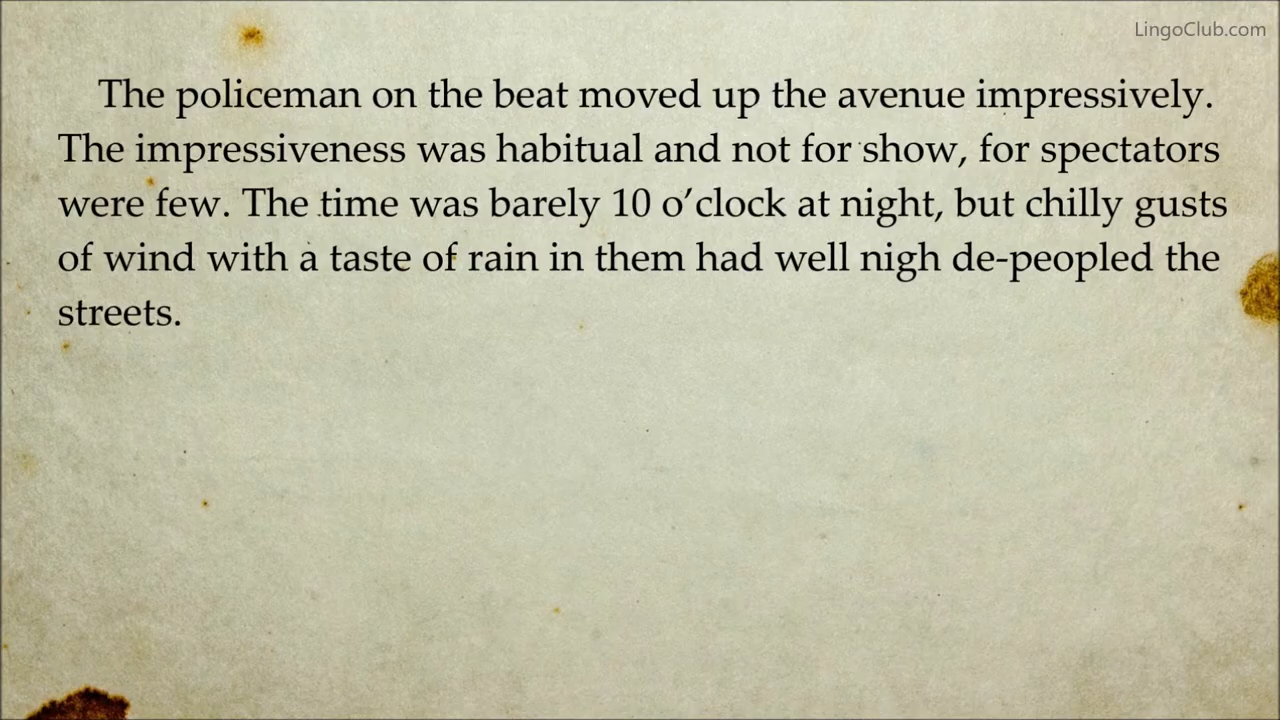 LingoClub.com
The policeman on the beat moved up the avenue impressively.
The impressiveness was habitual and not for show, for spectators
were few. The time was barely 10 o’clock at night, but chilly gusts
of wind with a taste of rain in them had well nigh de-peopled the
streets.